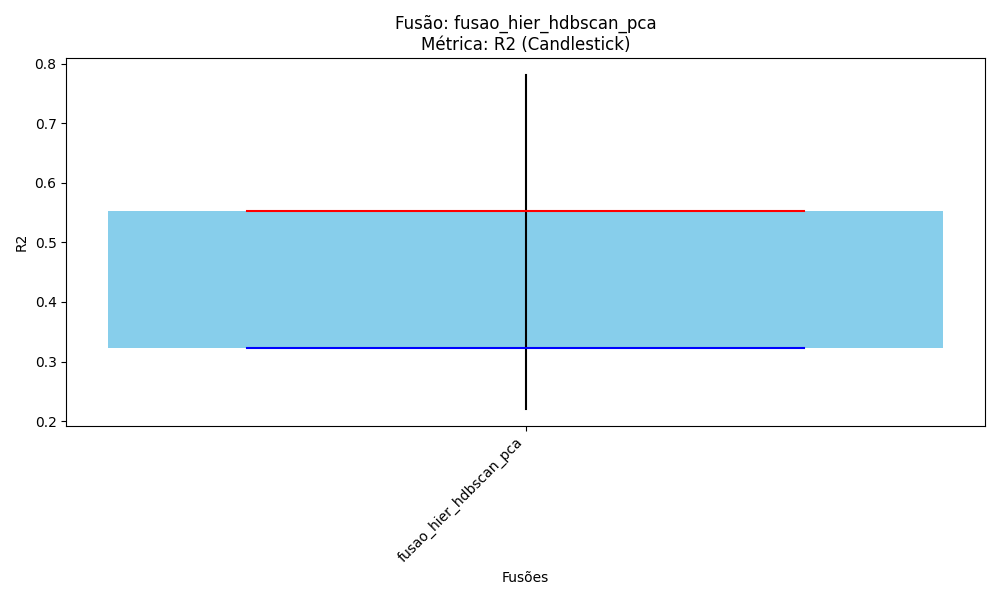 Fusão: fusao_hier_hdbscan_pca
Métrica: R2 (Candlestick)
0.8
0.7
0.6
0.5
0.4
0.3
0.2
R2
fusao_hier_hdbscan_pca
Fusões